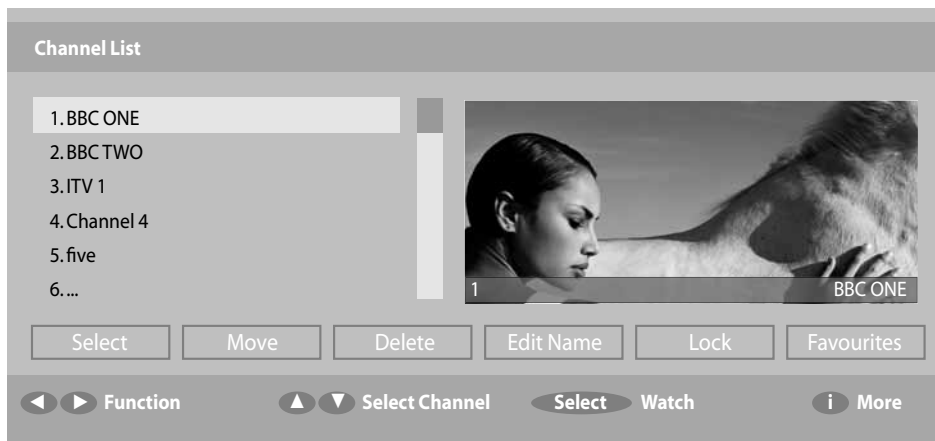 Channel List
1. BBC ONE
2. BBC TWO
3. ITV 1
4. Channel 4
5. five
6. ...
1 BBC ONE
Select Move Delete Edit Name Lock Favourites
Function Select Channel Select Watch i More